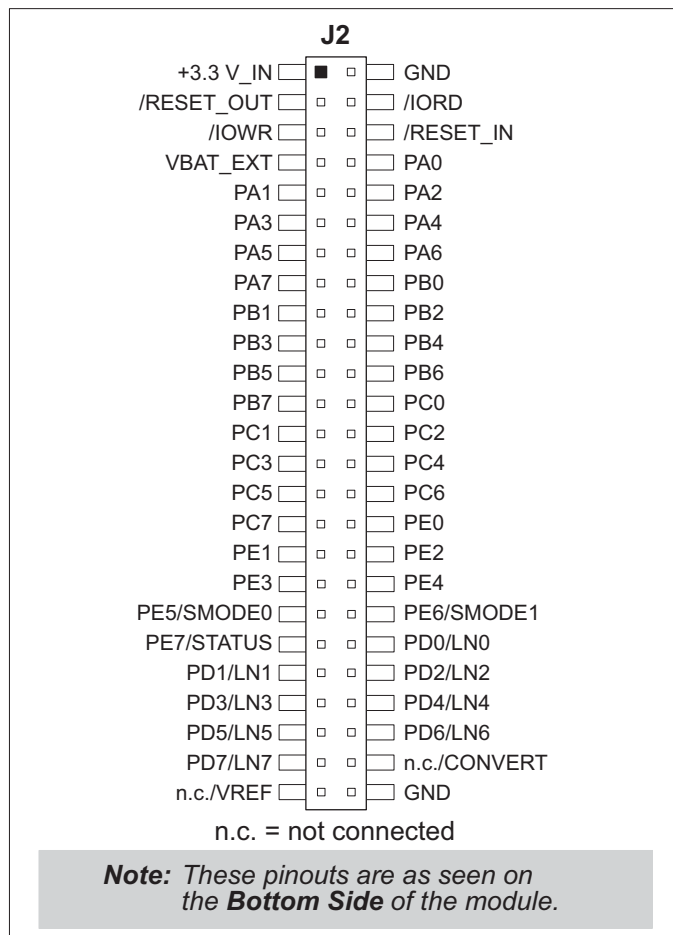 J2
+3.3 V_IN GND
/RESET_OUT /IORD
/IOWR /RESET_IN
VBAT_EXT PA0
PA1 PA2
PA3 PA4
PA5 PA6
PA7 PB0
PB1 PB2
PB3 PB4
PB5 PB6
PB7 PC0
PC1 PC2
PC3 PC4
PC5 PC6
PC7 PE0
PE1 PE2
PE3 PE4
PE5/SMODE0 PE6/SMODE1
PE7/STATUS PD0/LN0
PD1/LN1 PD2/LN2
PD3/LN3 PD4/LN4
PD5/LN5 PD6/LN6
PD7/LN7 n.c./CONVERT
n.c./VREF GND
n.c. = not connected
Note: These pinouts are as seen on
the Bottom Side of the module.